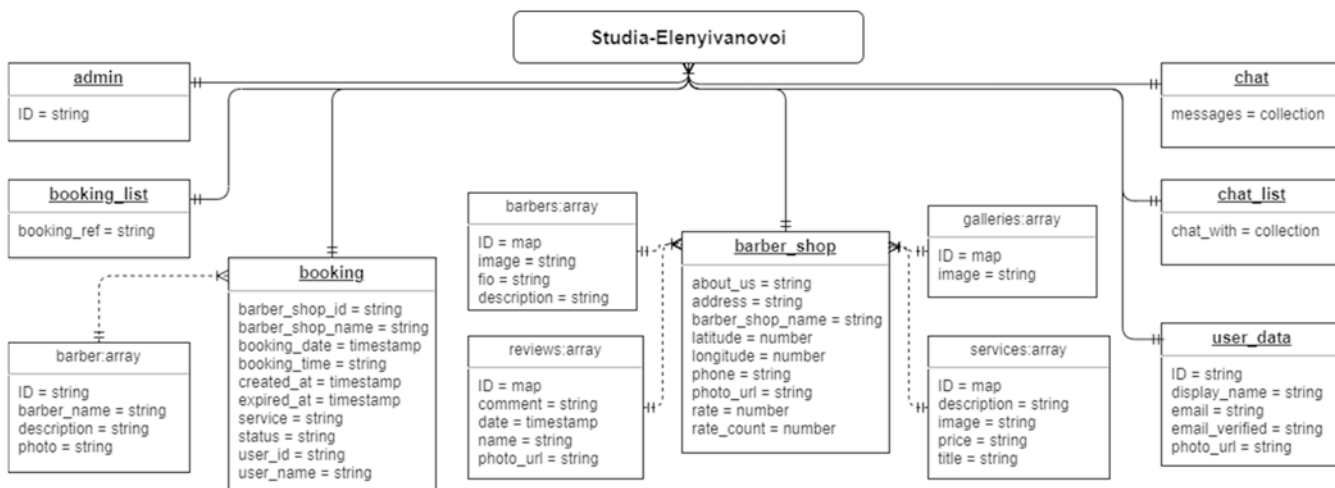 Studia-Elenyivanovoi
admin
ID = string
chat
messages = collection
booking_list
booking_ref = string
chat_list
chat_with = collection
barbers:array
ID = map
image = string
fio = string
description = string
barber_shop
about_us = string
address = string
barber_shop_name = string
latitude = number
longitude = number
phone = string
photo_url = string
rate = number
rate_count = number
galleries:array
ID = map
image = string
booking
barber_shop_id = string
barber_shop_name = string
booking_date = timestamp
booking_time = string
created_at = timestamp
expired_at = timestamp
service = string
status = string
user_id = string
user_name = string
barber:array
ID = string
barber_name = string
description = string
photo = string
reviews:array
ID = map
comment = string
date = timestamp
name = string
photo_url = string
services:array
ID = map
description = string
image = string
price = string
title = string
user_data
ID = string
display_name = string
email = string
email_verified = string
photo_url = string